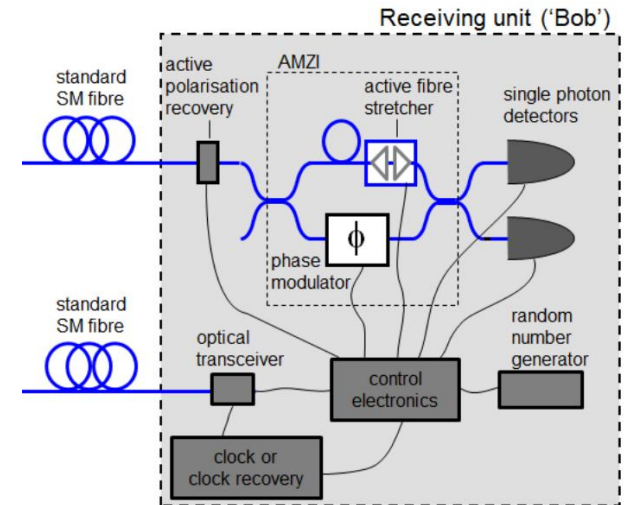 Receiving unit (‘Bob’)
standard
SM fibre
active
polarisation
recovery
AMZI
active fibre
stretcher
single photon
detectors
ϕ
phase
modulator
standard
SM fibre
optical
transceiver
control
electronics
random
number
generator
clock or
clock recovery